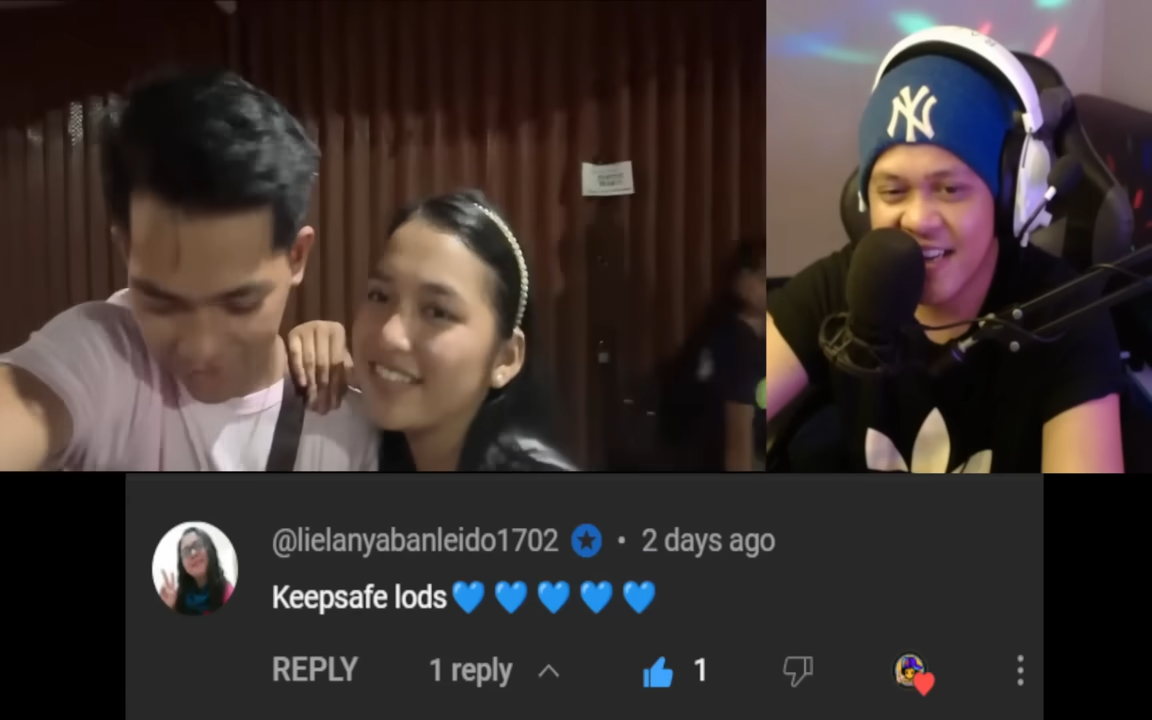 NY
@lielanyabanleido1702 • 2 days ago
Keepsafe lods💙💙💙💙💙
REPLY 1 reply 1